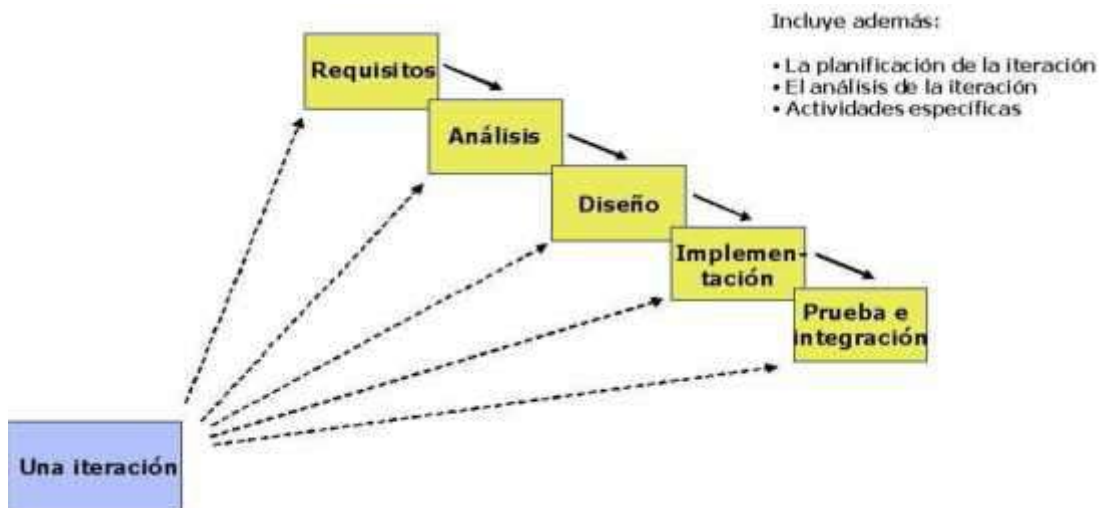 Incluye además:
• La planificación de la iteración
• El análisis de la iteración
• Actividades específicas
Requisitos
Análisis
Diseño
Implemen-
tación
Prueba e
integración
Una iteración